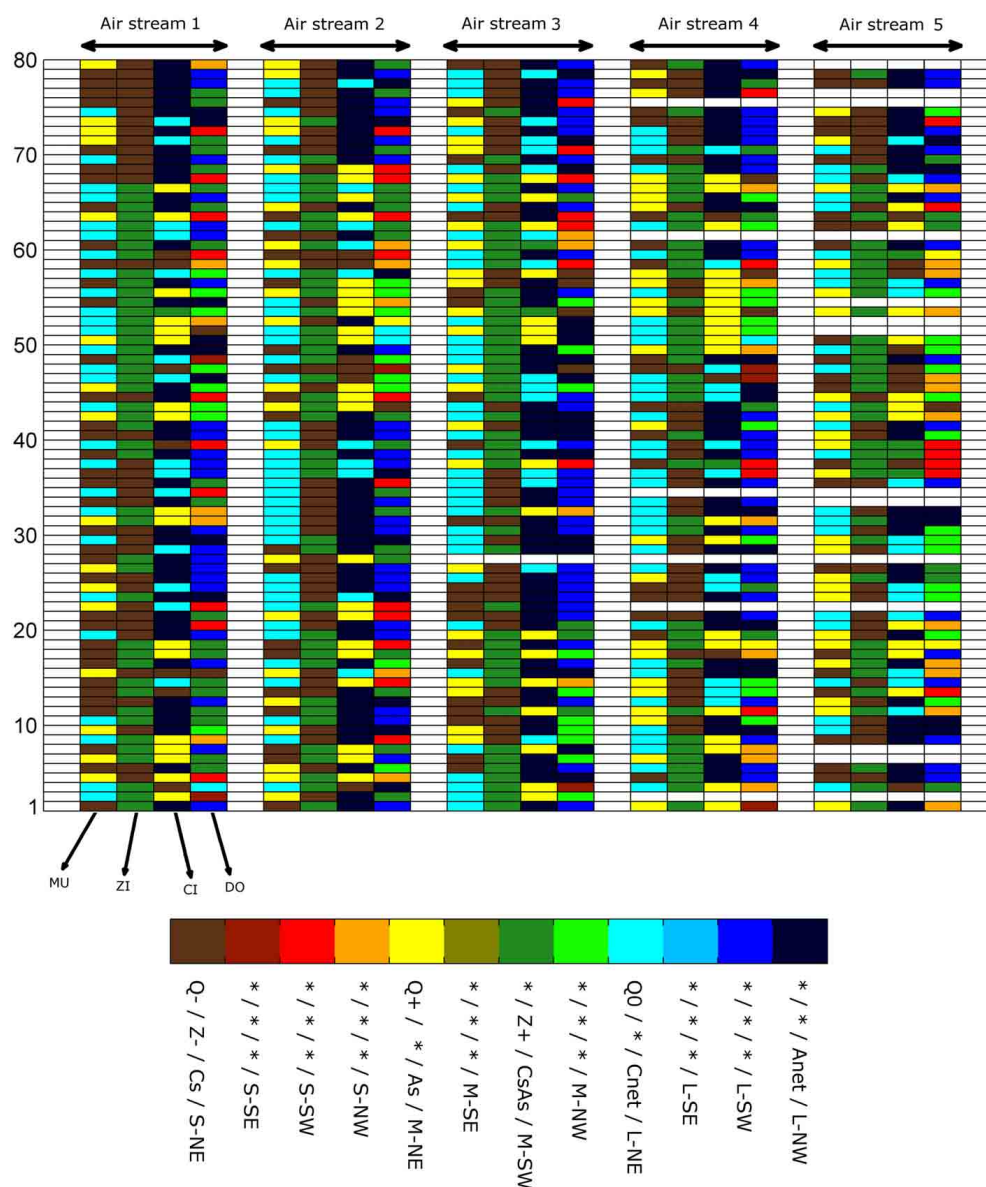 Air stream 1 Air stream 2 Air stream 3 Air stream 4 Air stream 5
80
70
60
50
40
30
20
10
1
MU ZI CI DO
Q- / Z- / Cs / S-NE
* / * / * / S-SE
* / * / * / S-SW
* / * / * / S-NW
Q+ / * / As / M-NE
* / * / * / M-SE
* / Z+ / CsAs / M-SW
* / * / * / M-NW
Q0 / * / Cnet / L-NE
* / * / * / L-SE
* / * / * / L-SW
* / * / Anet / L-NW